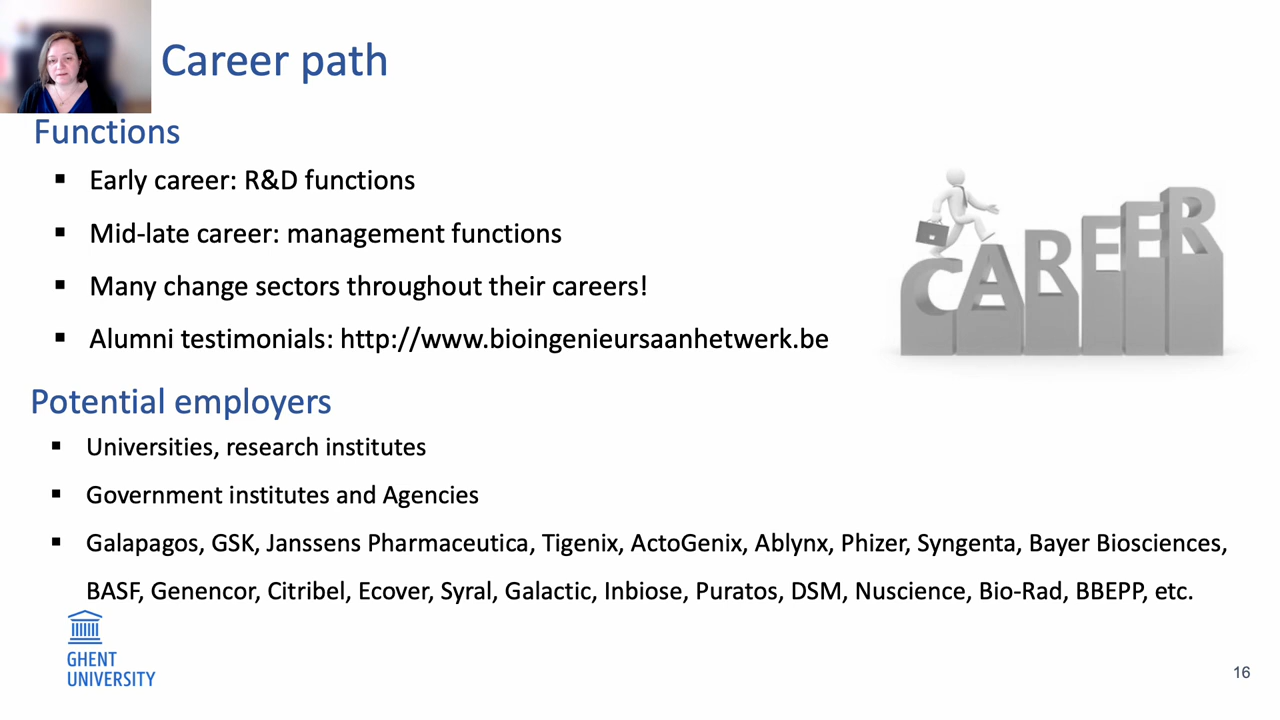 Career path
Functions
▪ Early career: R&D functions
▪ Mid-late career: management functions
▪ Many change sectors throughout their careers!
▪ Alumni testimonials: http://www.bioingenieursaanhetwerk.be
CAREER
Potential employers
▪ Universities, research institutes
▪ Government institutes and Agencies
▪ Galapagos, GSK, Janssens Pharmaceutica, Tigenix, ActoGenix, Ablynx, Phizer, Syngenta, Bayer Biosciences,
BASF, Genencor, Citribel, Ecover, Syral, Galactic, Inbiose, Puratos, DSM, Nuscience, Bio-Rad, BBEPP, etc.
GHENT
UNIVERSITY
16